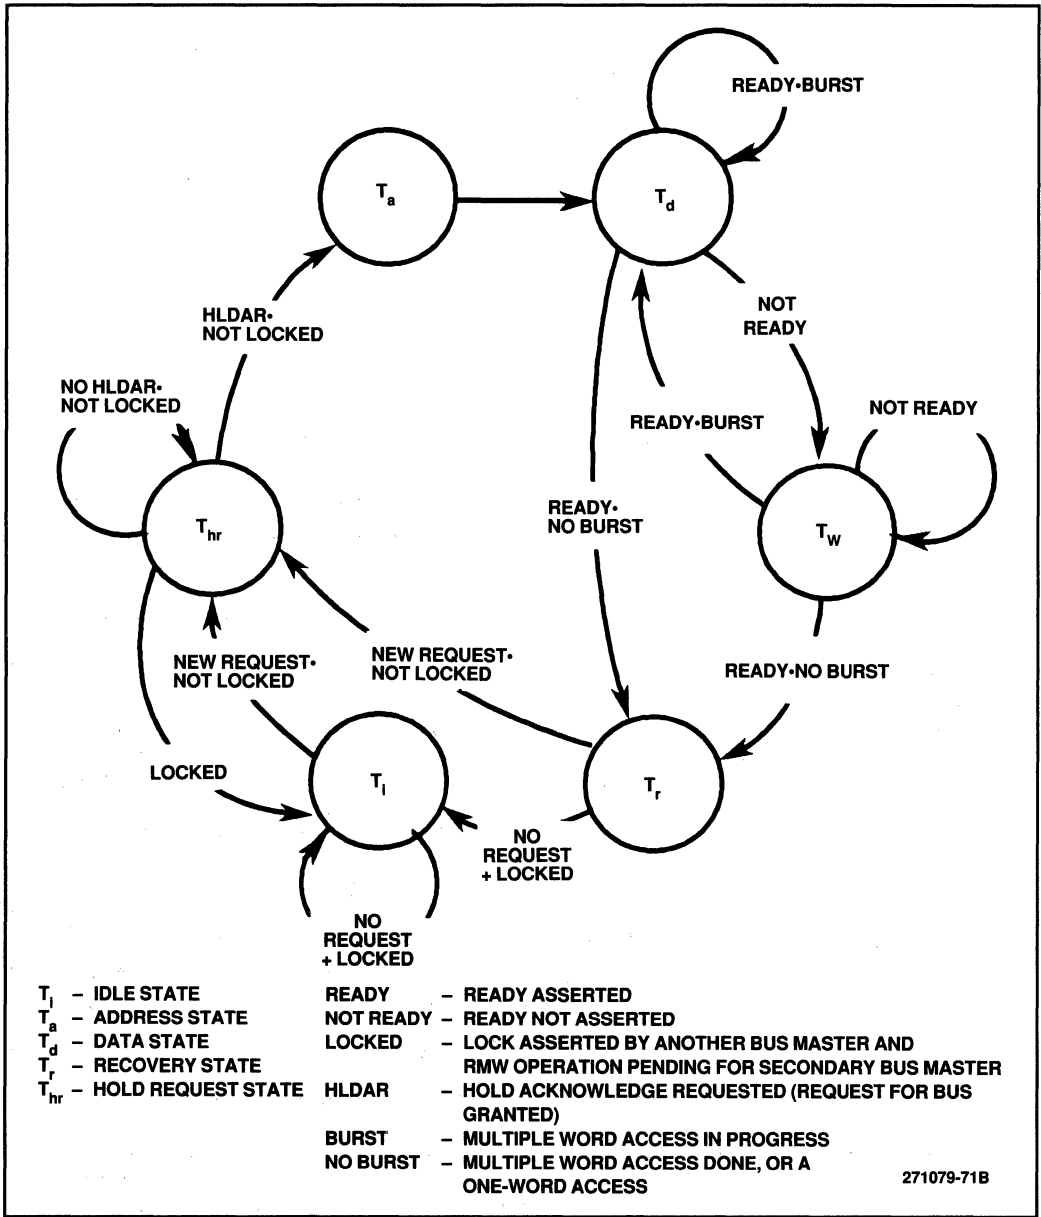 READY•BURST
Ta
Td
NOT
READY
HLDAR•
NOT LOCKED
NO HLDAR•
NOT LOCKED
READY•BURST
NOT READY
READY•
NO BURST
Thr
TW
NEW REQUEST•
NOT LOCKED
NEW REQUEST•
NOT LOCKED
READY•NO BURST
LOCKED
Ti
Tr
NO
REQUEST
+ LOCKED
NO
REQUEST
+ LOCKED
Ti – IDLE STATE
Ta – ADDRESS STATE
Td – DATA STATE
Tr – RECOVERY STATE
Thr – HOLD REQUEST STATE
READY – READY ASSERTED
NOT READY – READY NOT ASSERTED
LOCKED – LOCK ASSERTED BY ANOTHER BUS MASTER AND
RMW OPERATION PENDING FOR SECONDARY BUS MASTER
HLDAR – HOLD ACKNOWLEDGE REQUESTED (REQUEST FOR BUS
GRANTED)
BURST – MULTIPLE WORD ACCESS IN PROGRESS
NO BURST – MULTIPLE WORD ACCESS DONE, OR A
ONE-WORD ACCESS
271079-71B